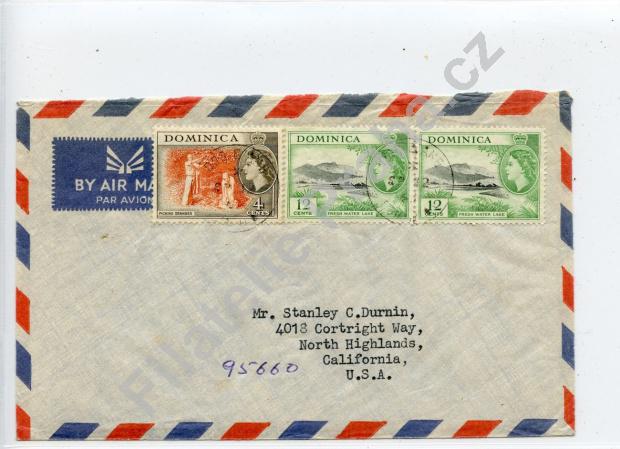 DOMINICA
4
CENTS
PICKING ORANGES
DOMINICA
12
CENTS
FRESH WATER LAKE
DOMINICA
12
CENTS
FRESH WATER LAKE
BY AIR MA
PAR AVION
Mr. Stanley C.Durnin,
4018 Cortright Way,
North Highlands,
California,
U.S.A.
95660